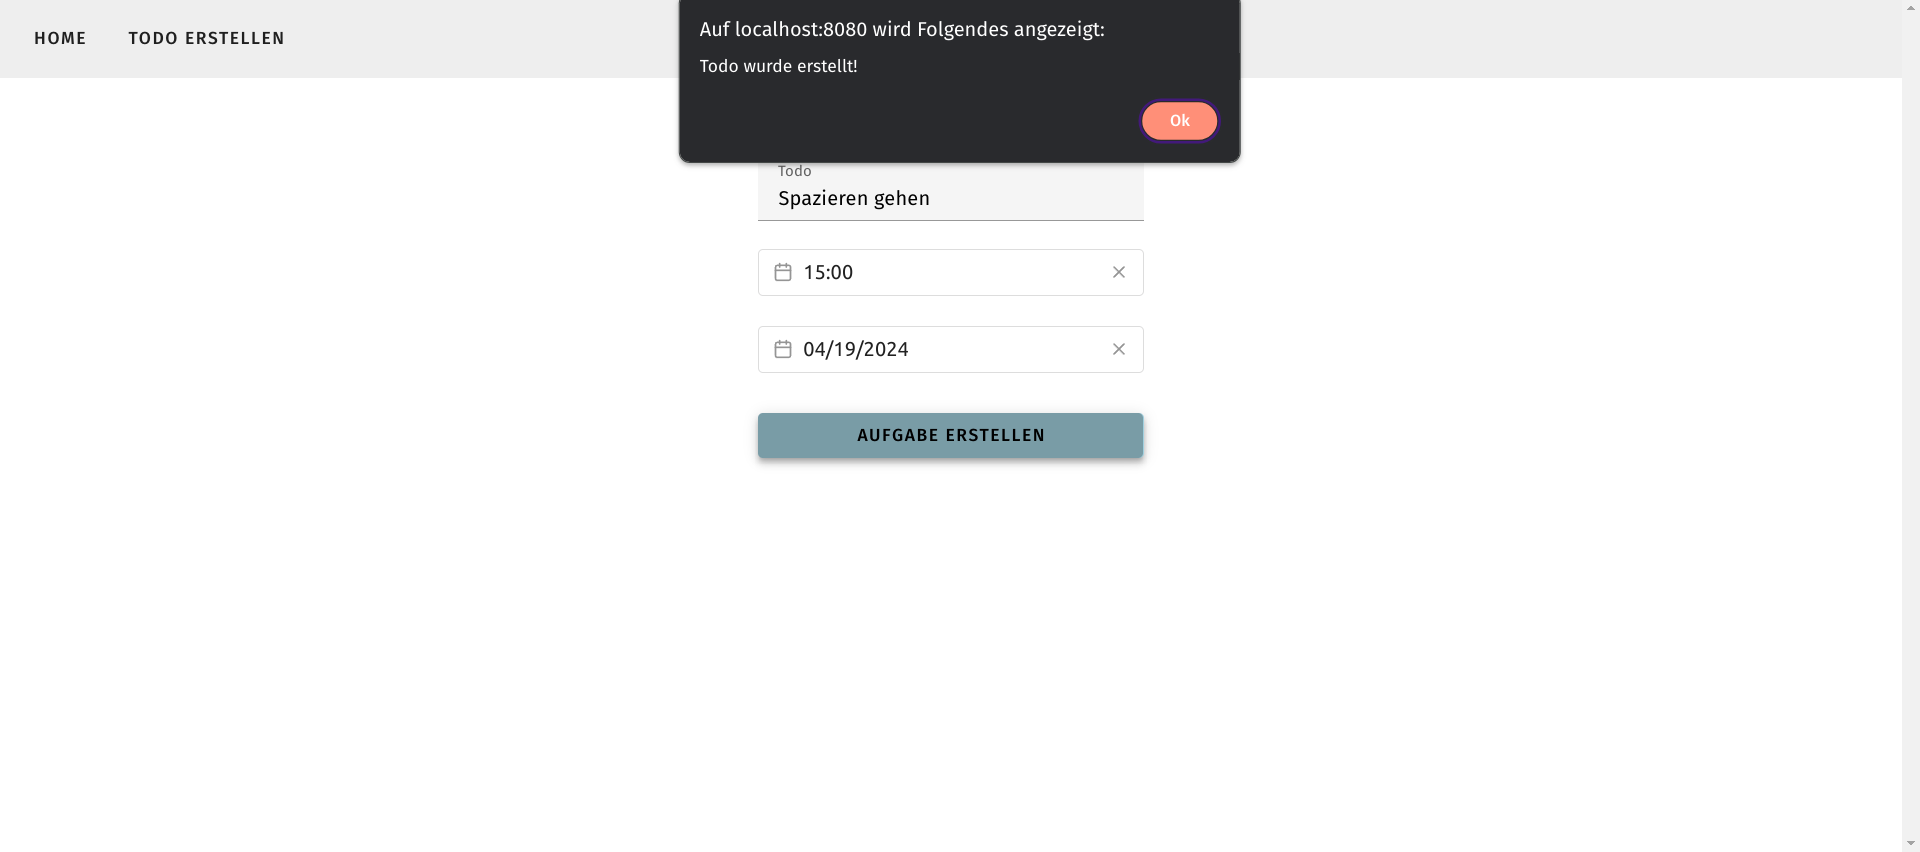 HOME
TODO ERSTELLEN
Auf localhost:8080 wird Folgendes angezeigt:
Todo wurde erstellt!
Ok
Todo
Spazieren gehen
15:00
04/19/2024
AUFGABE ERSTELLEN